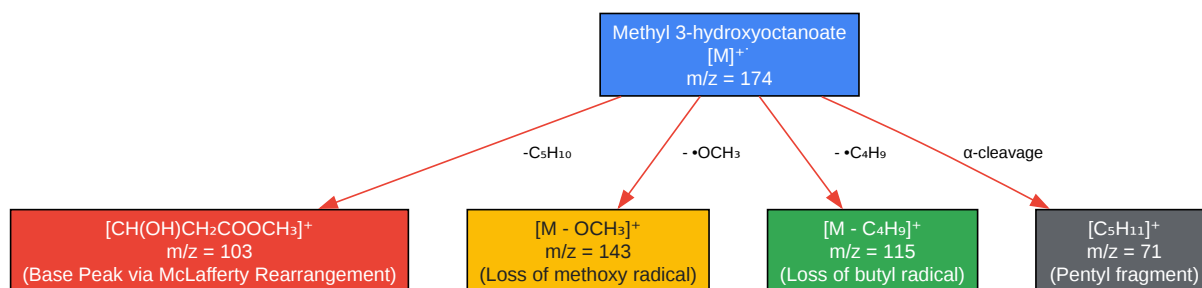 Methyl 3-hydroxyoctanoate
[M]⁺˙
m/z = 174
-C₅H₁₀
- •OCH₃
- •C₄H₉
α-cleavage
[CH(OH)CH₂COOCH₃]⁺
m/z = 103
(Base Peak via McLafferty Rearrangement)
[M - OCH₃]⁺
m/z = 143
(Loss of methoxy radical)
[M - C₄H₉]⁺
m/z = 115
(Loss of butyl radical)
[C₅H₁₁]⁺
m/z = 71
(Pentyl fragment)